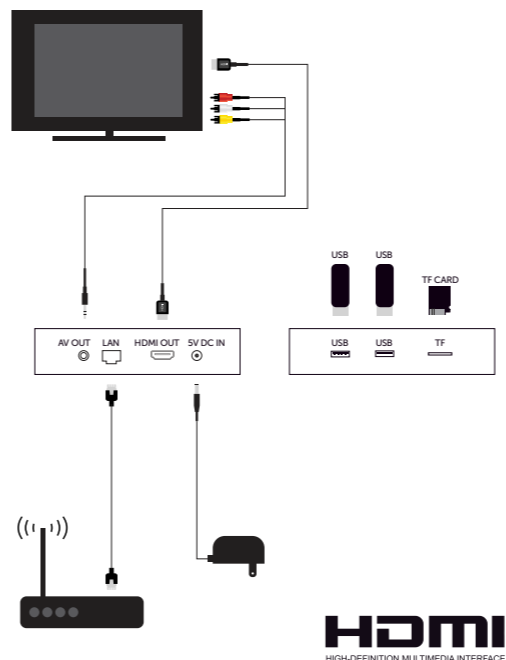 USB USB
TF CARD
AV OUT LAN HDMI OUT 5V DC IN
USB USB TF
HDMI
HIGH-DEFINITION MULTIMEDIA INTERFACE